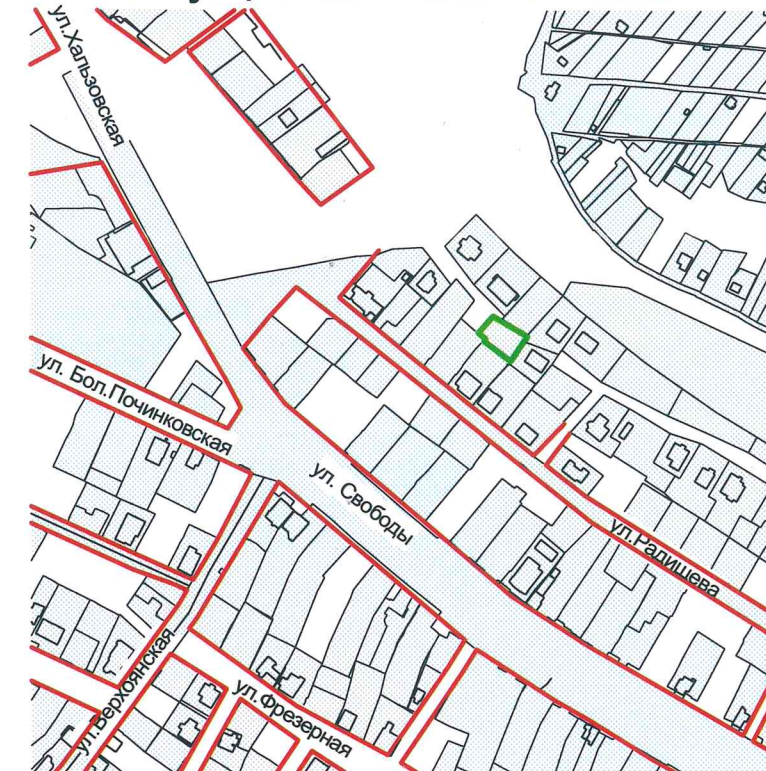 ул.Хальзовская
ул. Бол.Починковская
ул. Свободы
ул.Радищева
ул.Верхоянская
ул.Фрезерная